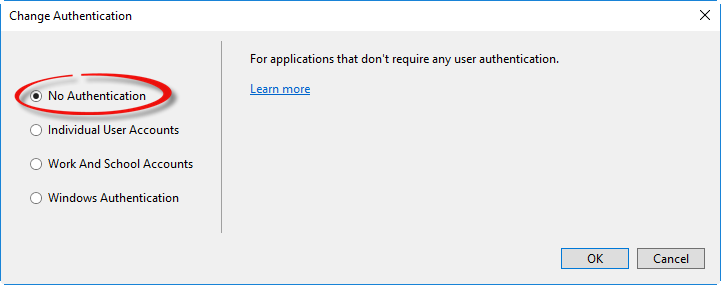 Change Authentication
No Authentication
Individual User Accounts
Work And School Accounts
Windows Authentication
For applications that don't require any user authentication.
Learn more
OK
Cancel